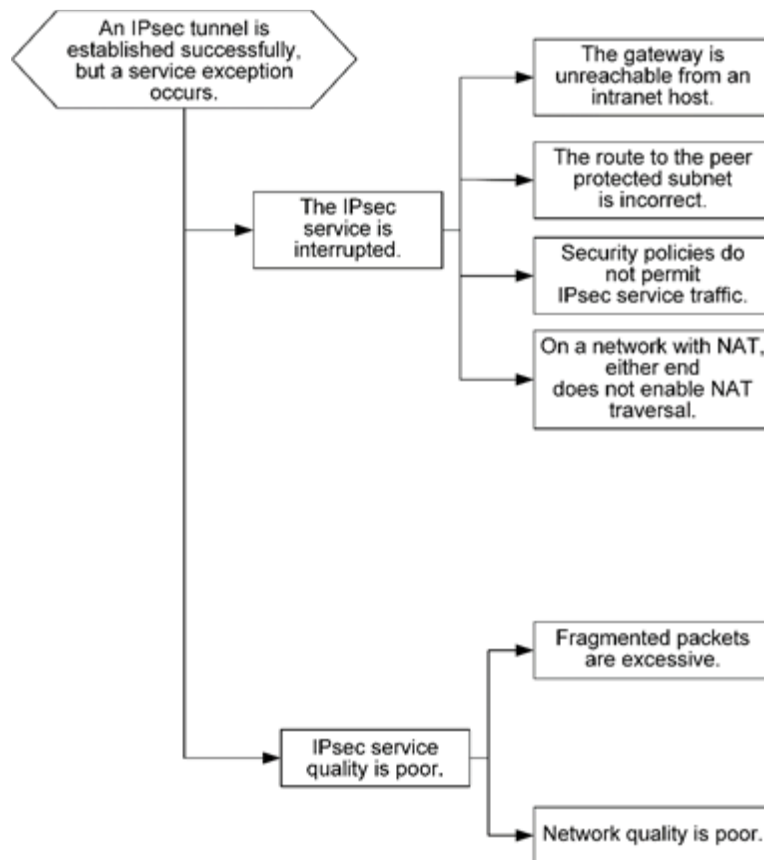 An IPsec tunnel is
established successfully,
but a service exception
occurs.
The IPsec
service is
interrupted.
The gateway is
unreachable from an
intranet host.
The route to the peer
protected subnet
is incorrect.
Security policies do
not permit
IPsec service traffic.
On a network with NAT,
either end
does not enable NAT
traversal.
IPsec service
quality is poor.
Fragmented packets
are excessive.
Network quality is poor.